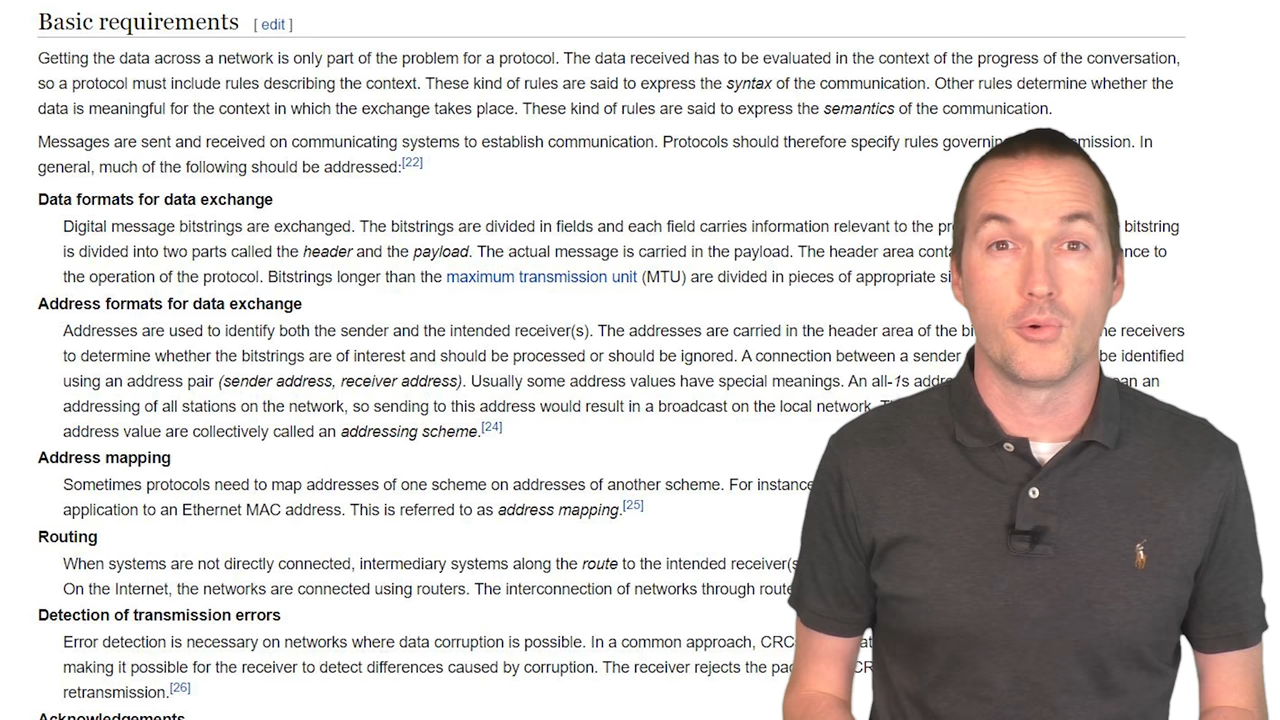 Basic requirements [ edit ]
Getting the data across a network is only part of the problem for a protocol. The data received has to be evaluated in the context of the progress of the conversation,
so a protocol must include rules describing the context. These kind of rules are said to express the syntax of the communication. Other rules determine whether the
data is meaningful for the context in which the exchange takes place. These kind of rules are said to express the semantics of the communication.
Messages are sent and received on communicating systems to establish communication. Protocols should therefore specify rules In
general, much of the following should be addressed:[22]
Data formats for data exchange
Digital message bitstrings are exchanged. The bitstrings are divided in fields and each field carries information relevant to the bitstring
is divided into two parts called the header and the payload. The actual message is carried in the payload. The header area to
the operation of the protocol. Bitstrings longer than the maximum transmission unit (MTU) are divided in pieces of appropriate
Address formats for data exchange
Addresses are used to identify both the sender and the intended receiver(s). The addresses are carried in the header area of the receivers
to determine whether the bitstrings are of interest and should be processed or should be ignored. A connection between a sender be identified
using an address pair (sender address, receiver address). Usually some address values have special meanings. An all-1s an
addressing of all stations on the network, so sending to this address would result in a broadcast on the local network.
address value are collectively called an addressing scheme.[24]
Address mapping
Sometimes protocols need to map addresses of one scheme on addresses of another scheme. For instance
application to an Ethernet MAC address. This is referred to as address mapping.[25]
Routing
When systems are not directly connected, intermediary systems along the route to the intended
On the Internet, the networks are connected using routers. The interconnection of networks through
Detection of transmission errors
Error detection is necessary on networks where data corruption is possible. In a common approach, CRC
making it possible for the receiver to detect differences caused by corruption. The receiver rejects the
retransmission.[26]
Acknowledgements